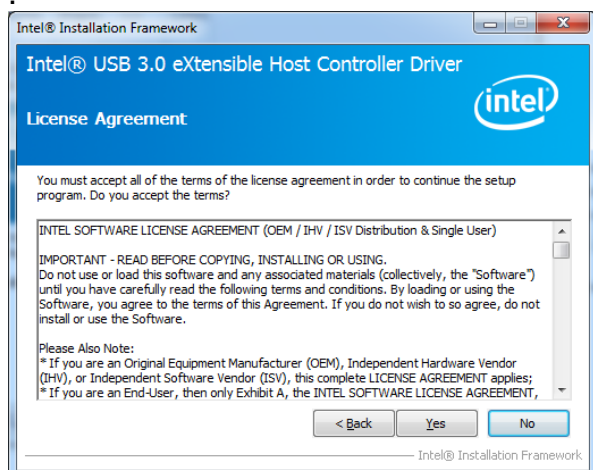 Intel® Installation Framework
Intel® USB 3.0 eXtensible Host Controller Driver
intel®
License Agreement
You must accept all of the terms of the license agreement in order to continue the setup
program. Do you accept the terms?
INTEL SOFTWARE LICENSE AGREEMENT (OEM / IHV / ISV Distribution & Single User)
IMPORTANT - READ BEFORE COPYING, INSTALLING OR USING.
Do not use or load this software and any associated materials (collectively, the "Software")
until you have carefully read the following terms and conditions. By loading or using the
Software, you agree to the terms of this Agreement. If you do not wish to so agree, do not
install or use the Software.
Please Also Note:
* If you are an Original Equipment Manufacturer (OEM), Independent Hardware Vendor
(IHV), or Independent Software Vendor (ISV), this complete LICENSE AGREEMENT applies;
* If you are an End-User, then only Exhibit A, the INTEL SOFTWARE LICENSE AGREEMENT,
< Back Yes No
Intel® Installation Framework